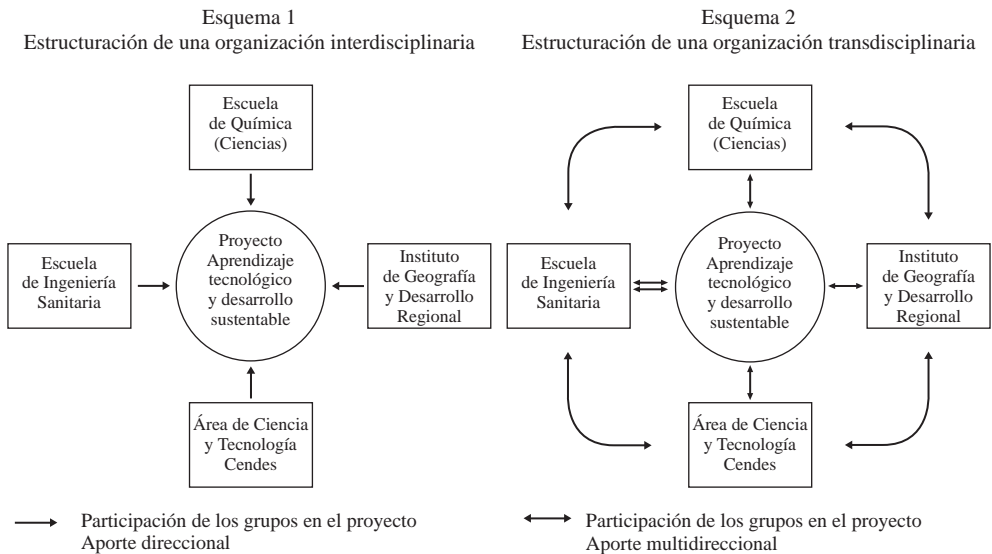 Esquema 1
Estructuración de una organización interdisciplinaria
Escuela
de Química
(Ciencias)
Escuela
de Ingeniería
Sanitaria
Proyecto
Aprendizaje
tecnológico
y desarrollo
sustentable
Instituto
de Geografía
y Desarrollo
Regional
Área de Ciencia
y Tecnología
Cendes
Participación de los grupos en el proyecto
Aporte direccional
Esquema 2
Estructuración de una organización transdisciplinaria
Escuela
de Química
(Ciencias)
Escuela
de Ingeniería
Sanitaria
Proyecto
Aprendizaje
tecnológico
y desarrollo
sustentable
Instituto
de Geografía
y Desarrollo
Regional
Área de Ciencia
y Tecnología
Cendes
Participación de los grupos en el proyecto
Aporte multidireccional